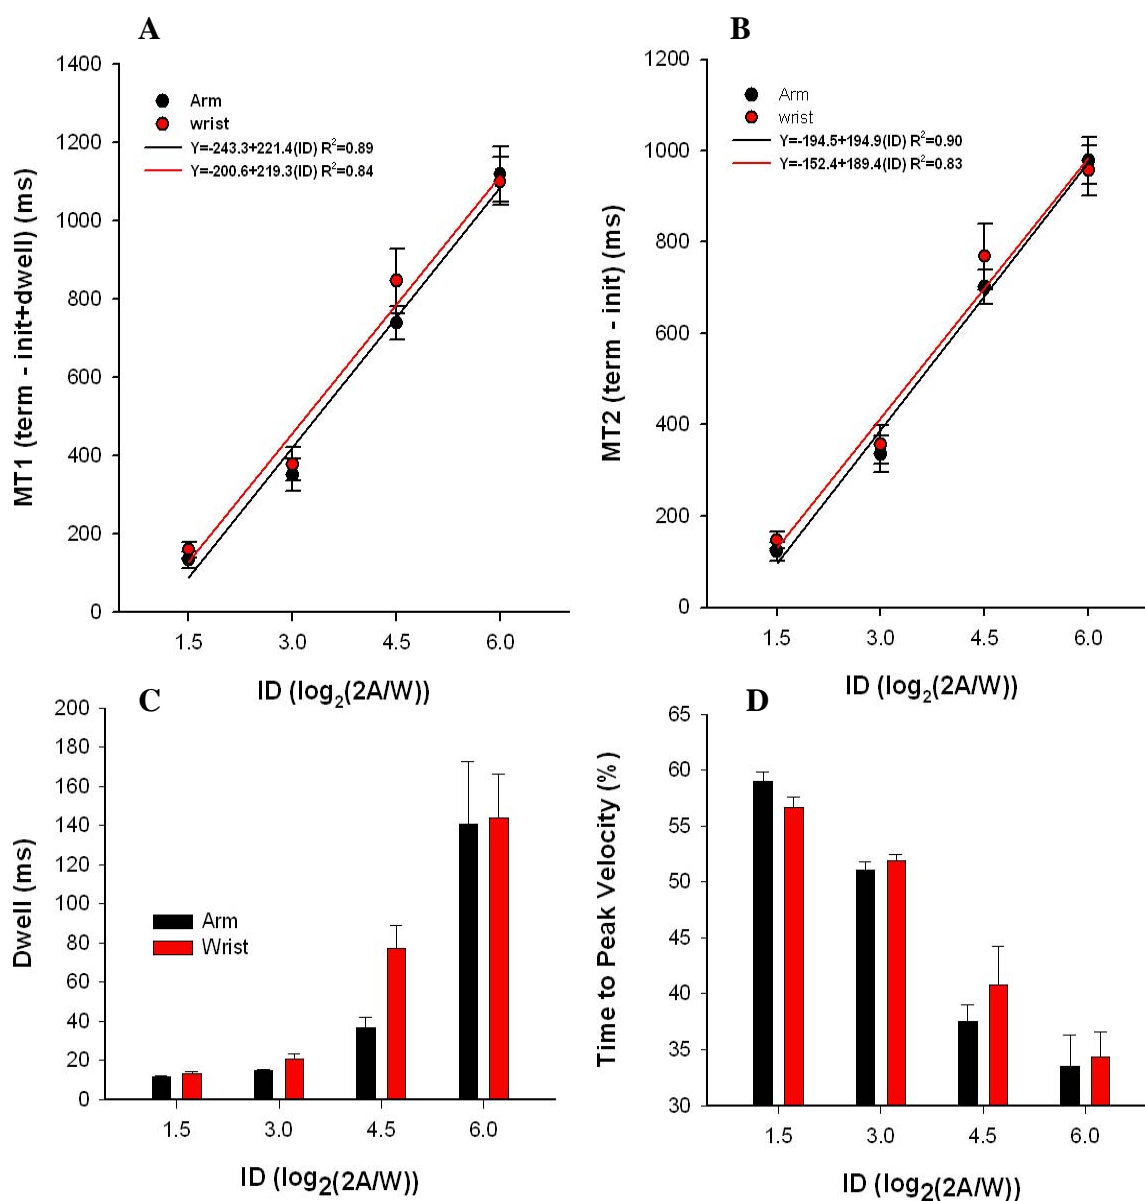 A
MT1 (term - init+dwell) (ms)
1400
1200
1000
800
600
400
200
0
Arm
wrist
Y=-243.3+221.4(ID) R²=0.89
Y=-200.6+219.3(ID) R²=0.84
1.5 3.0 4.5 6.0
ID (log₂(2A/W))
B
MT2 (term - init) (ms)
1200
1000
800
600
400
200
0
Arm
wrist
Y=-194.5+194.9(ID) R²=0.90
Y=-152.4+189.4(ID) R²=0.83
1.5 3.0 4.5 6.0
ID (log₂(2A/W))
C
Dwell (ms)
200
180
160
140
120
100
80
60
40
20
0
Arm
Wrist
1.5 3.0 4.5 6.0
ID (log₂(2A/W))
D
Time to Peak Velocity (%)
65
60
55
50
45
40
35
30
1.5 3.0 4.5 6.0
ID (log₂(2A/W))